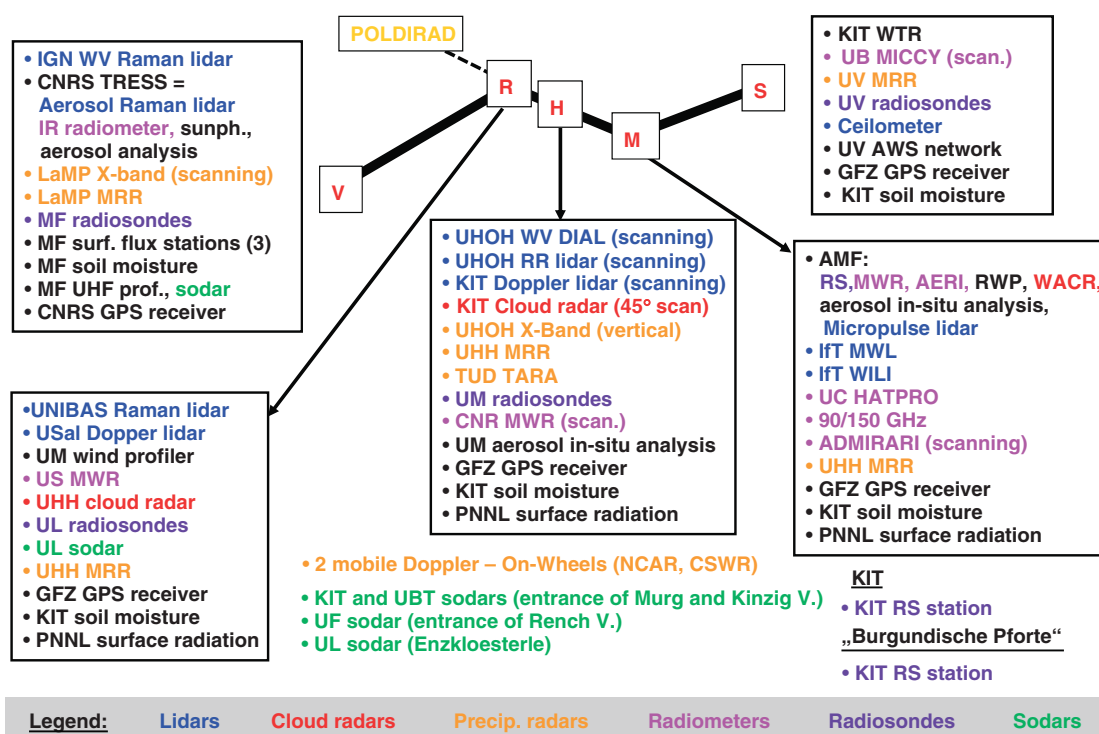 POLDIRAD
R
H
M
S
V
• IGN WV Raman lidar
• CNRS TRESS =
Aerosol Raman lidar
IR radiometer, sunph.,
aerosol analysis
• LaMP X-band (scanning)
• LaMP MRR
• MF radiosondes
• MF surf. flux stations (3)
• MF soil moisture
• MF UHF prof., sodar
• CNRS GPS receiver
• KIT WTR
• UB MICCY (scan.)
• UV MRR
• UV radiosondes
• Ceilometer
• UV AWS network
• GFZ GPS receiver
• KIT soil moisture
• UHOH WV DIAL (scanning)
• UHOH RR lidar (scanning)
• KIT Doppler lidar (scanning)
• KIT Cloud radar (45° scan)
• UHOH X-Band (vertical)
• UHH MRR
• TUD TARA
• UM radiosondes
• CNR MWR (scan.)
• UM aerosol in-situ analysis
• GFZ GPS receiver
• KIT soil moisture
• PNNL surface radiation
• AMF:
RS,MWR, AERI, RWP, WACR,
aerosol in-situ analysis,
Micropulse lidar
• IfT MWL
• IfT WILI
• UC HATPRO
• 90/150 GHz
• ADMIRARI (scanning)
• UHH MRR
• GFZ GPS receiver
• KIT soil moisture
• PNNL surface radiation
•UNIBAS Raman lidar
• USal Dopper lidar
• UM wind profiler
• US MWR
• UHH cloud radar
• UL radiosondes
• UL sodar
• UHH MRR
• GFZ GPS receiver
• KIT soil moisture
• PNNL surface radiation
• 2 mobile Doppler – On-Wheels (NCAR, CSWR)
• KIT and UBT sodars (entrance of Murg and Kinzig V.)
• UF sodar (entrance of Rench V.)
• UL sodar (Enzkloesterle)
KIT
• KIT RS station
„Burgundische Pforte“
• KIT RS station
Legend: Lidars Cloud radars Precip. radars Radiometers Radiosondes Sodars